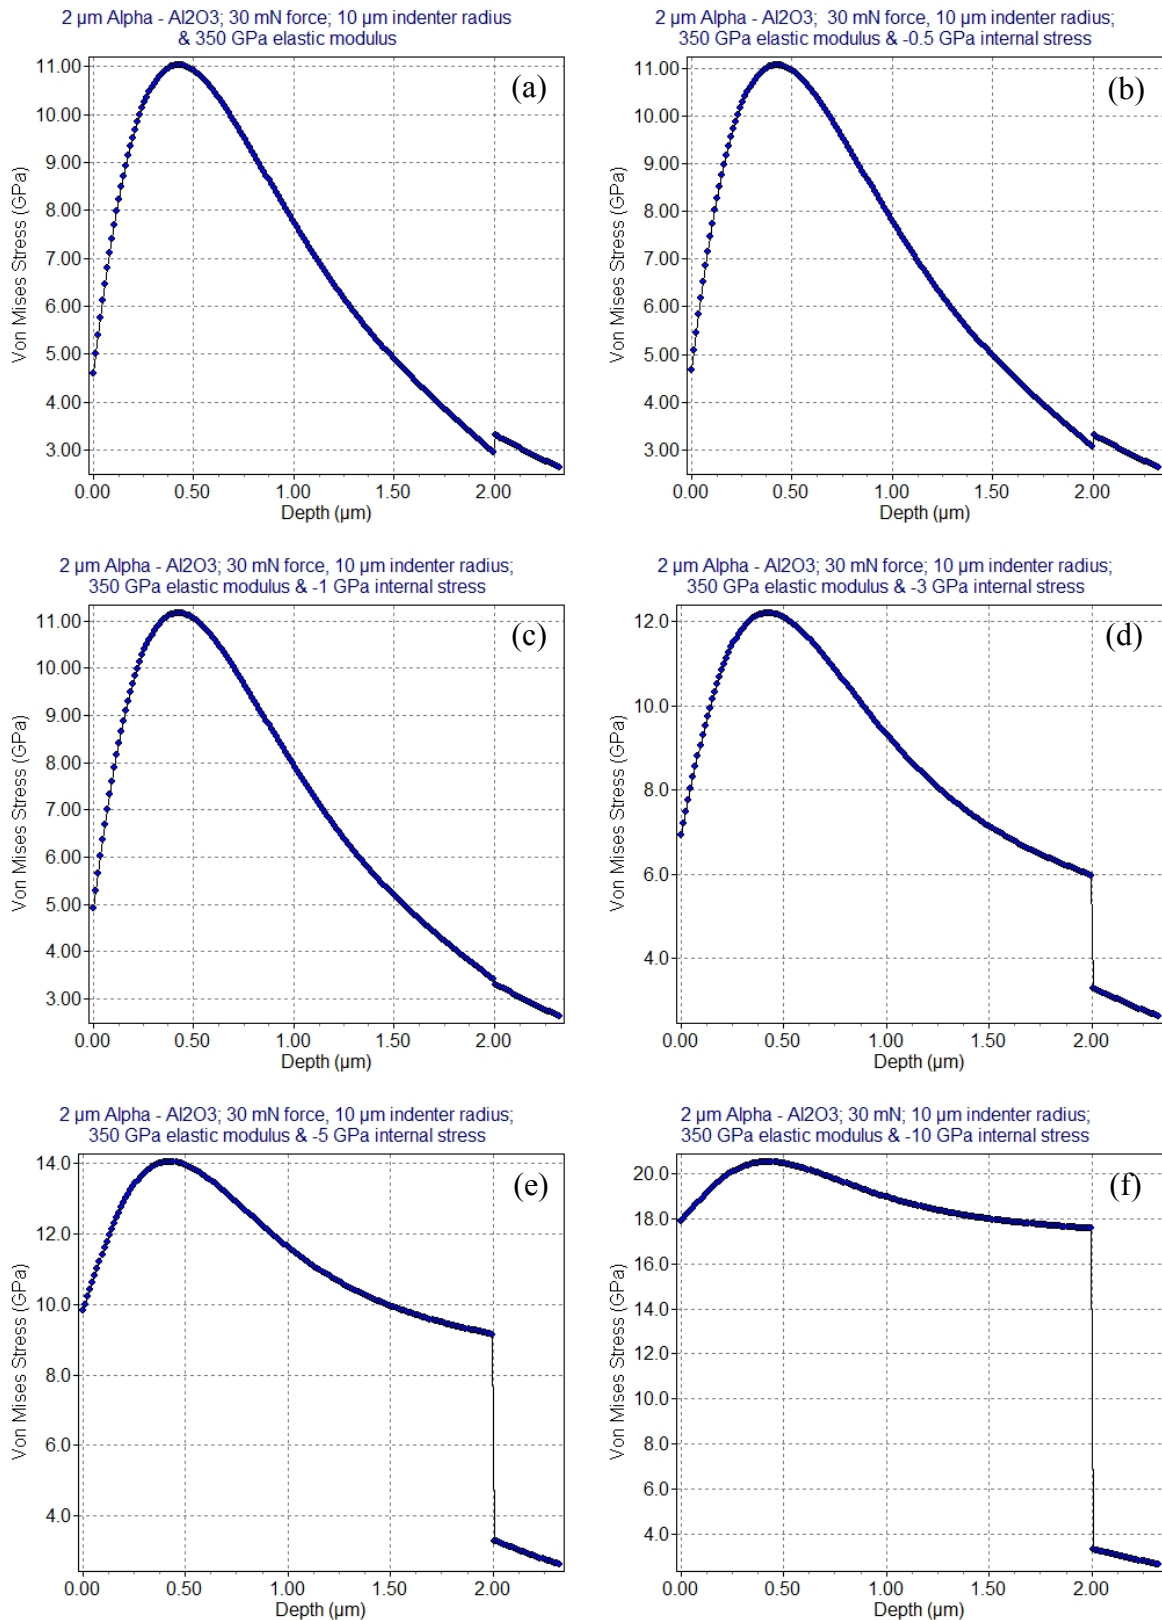 2 µm Alpha - Al2O3; 30 mN force; 10 µm indenter radius
& 350 GPa elastic modulus
(a)
11.00
10.00
9.00
8.00
7.00
6.00
5.00
4.00
3.00
Von Mises Stress (GPa)
0.00 0.50 1.00 1.50 2.00
Depth (µm)
2 µm Alpha - Al2O3; 30 mN force, 10 µm indenter radius;
350 GPa elastic modulus & -0.5 GPa internal stress
(b)
11.00
10.00
9.00
8.00
7.00
6.00
5.00
4.00
3.00
Von Mises Stress (GPa)
0.00 0.50 1.00 1.50 2.00
Depth (µm)
2 µm Alpha - Al2O3; 30 mN force, 10 µm indenter radius;
350 GPa elastic modulus & -1 GPa internal stress
(c)
11.00
10.00
9.00
8.00
7.00
6.00
5.00
4.00
3.00
Von Mises Stress (GPa)
0.00 0.50 1.00 1.50 2.00
Depth (µm)
2 µm Alpha - Al2O3; 30 mN force; 10 µm indenter radius;
350 GPa elastic modulus & -3 GPa internal stress
(d)
12.0
10.0
8.0
6.0
4.0
Von Mises Stress (GPa)
0.00 0.50 1.00 1.50 2.00
Depth (µm)
2 µm Alpha - Al2O3; 30 mN force, 10 µm indenter radius;
350 GPa elastic modulus & -5 GPa internal stress
(e)
14.0
12.0
10.0
8.0
6.0
4.0
Von Mises Stress (GPa)
0.00 0.50 1.00 1.50 2.00
Depth (µm)
2 µm Alpha - Al2O3; 30 mN; 10 µm indenter radius;
350 GPa elastic modulus & -10 GPa internal stress
(f)
20.0
18.0
16.0
14.0
12.0
10.0
8.0
6.0
4.0
Von Mises Stress (GPa)
0.00 0.50 1.00 1.50 2.00
Depth (µm)